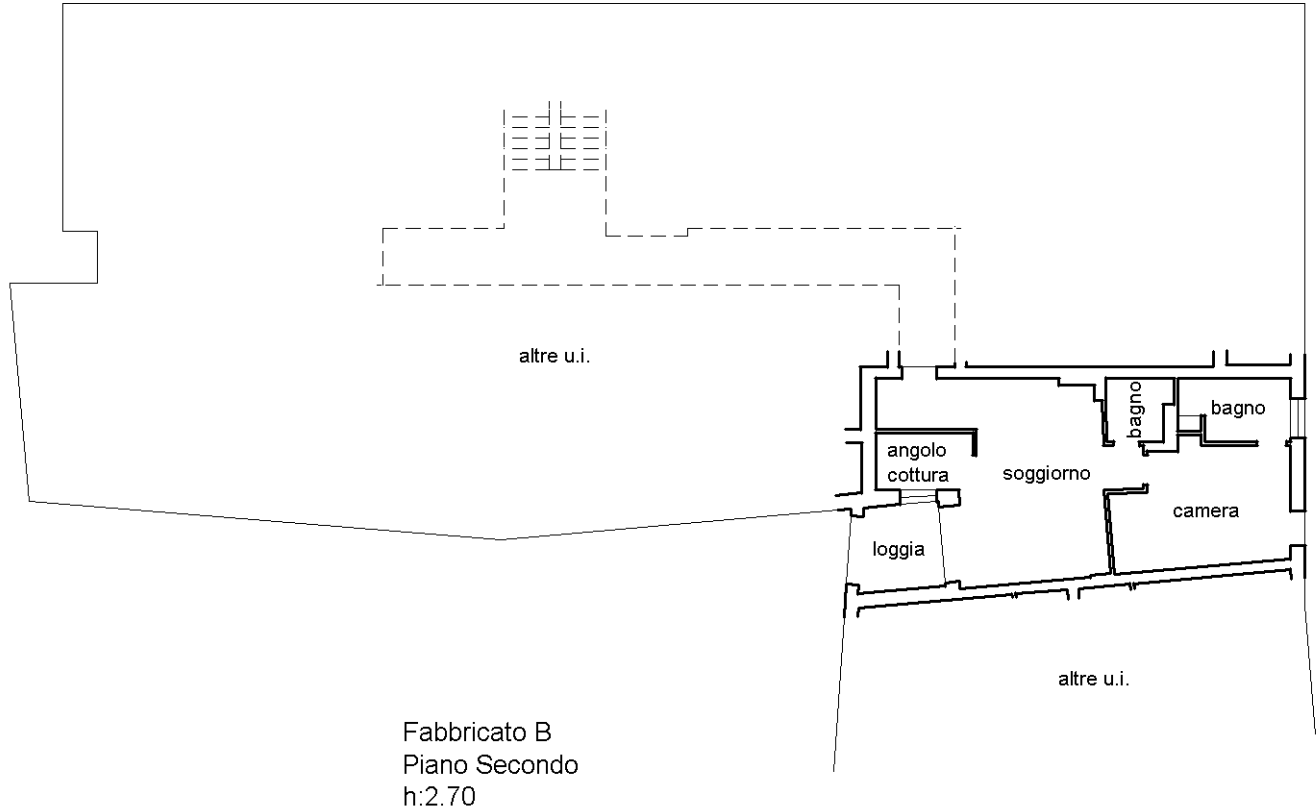 altre u.i.
bagno
bagno
angolo
cottura
soggiorno
camera
loggia
altre u.i.
Fabbricato B
Piano Secondo
h:2.70